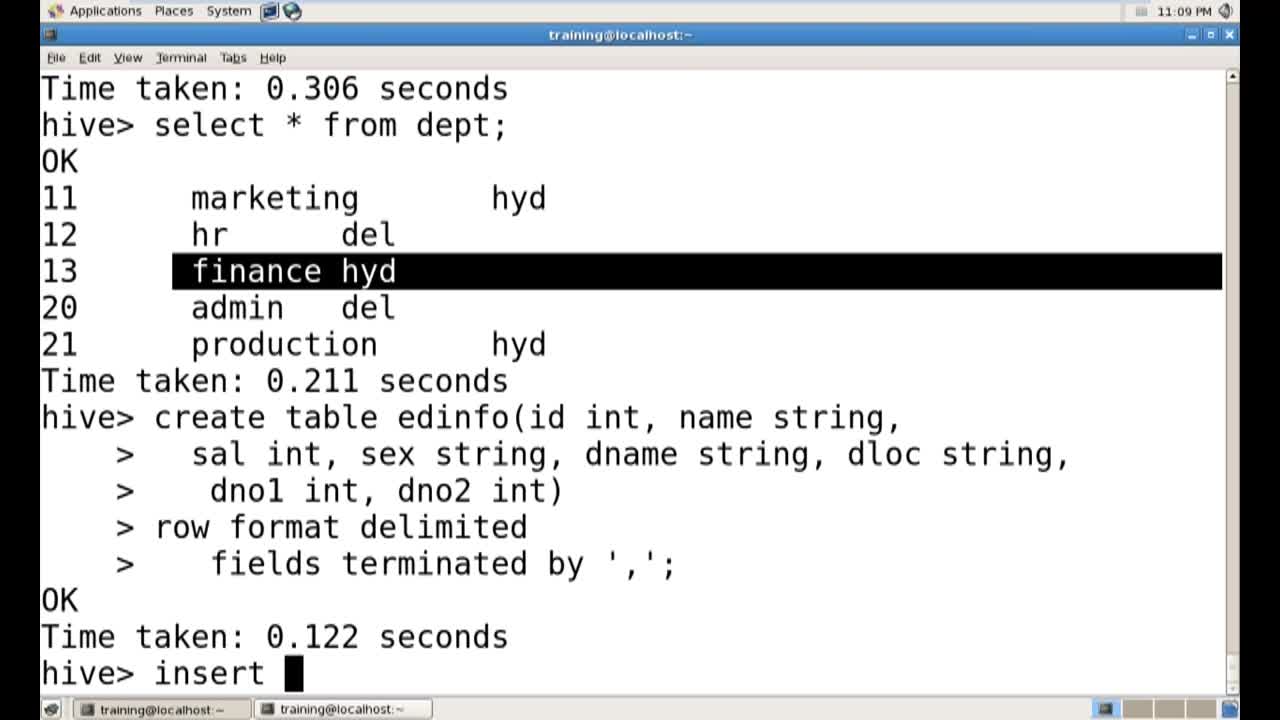 Applications Places System 11:09 PM
training@localhost:~
File Edit View Terminal Tabs Help
Time taken: 0.306 seconds
hive> select * from dept;
OK
11 marketing hyd
12 hr del
13 finance hyd
20 admin del
21 production hyd
Time taken: 0.211 seconds
hive> create table edinfo(id int, name string,
> sal int, sex string, dname string, dloc string,
> dno1 int, dno2 int)
> row format delimited
> fields terminated by ',';
OK
Time taken: 0.122 seconds
hive> insert
training@localhost:~ training@localhost:~